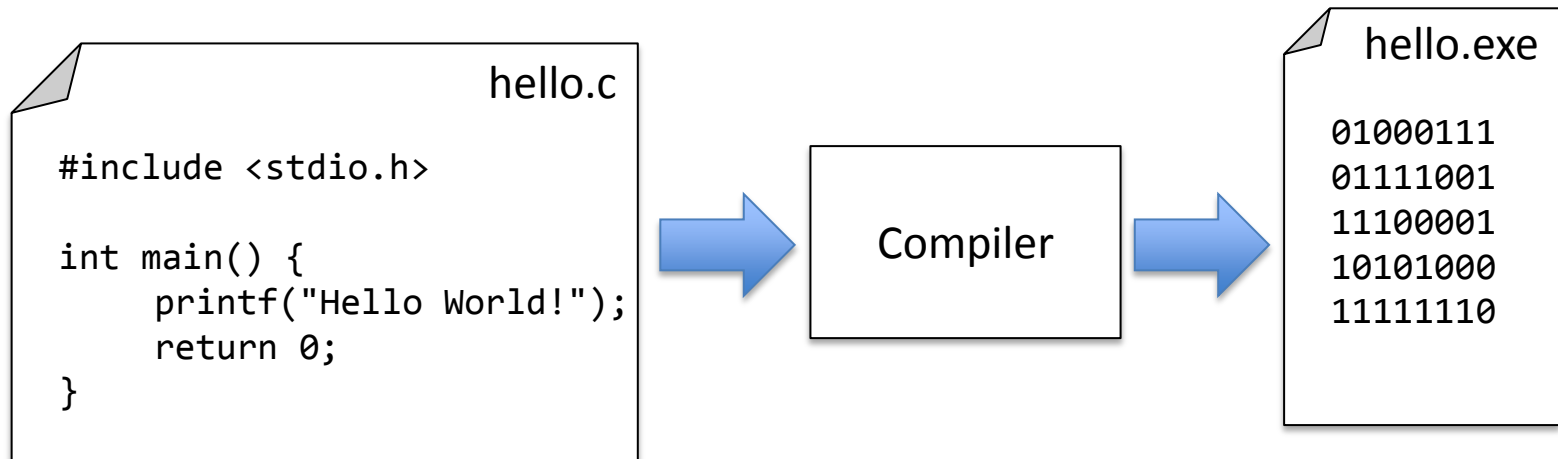 hello.c
#include <stdio.h>
int main() {
printf("Hello World!");
return 0;
}
Compiler
hello.exe
01000111
01111001
11100001
10101000
11111110